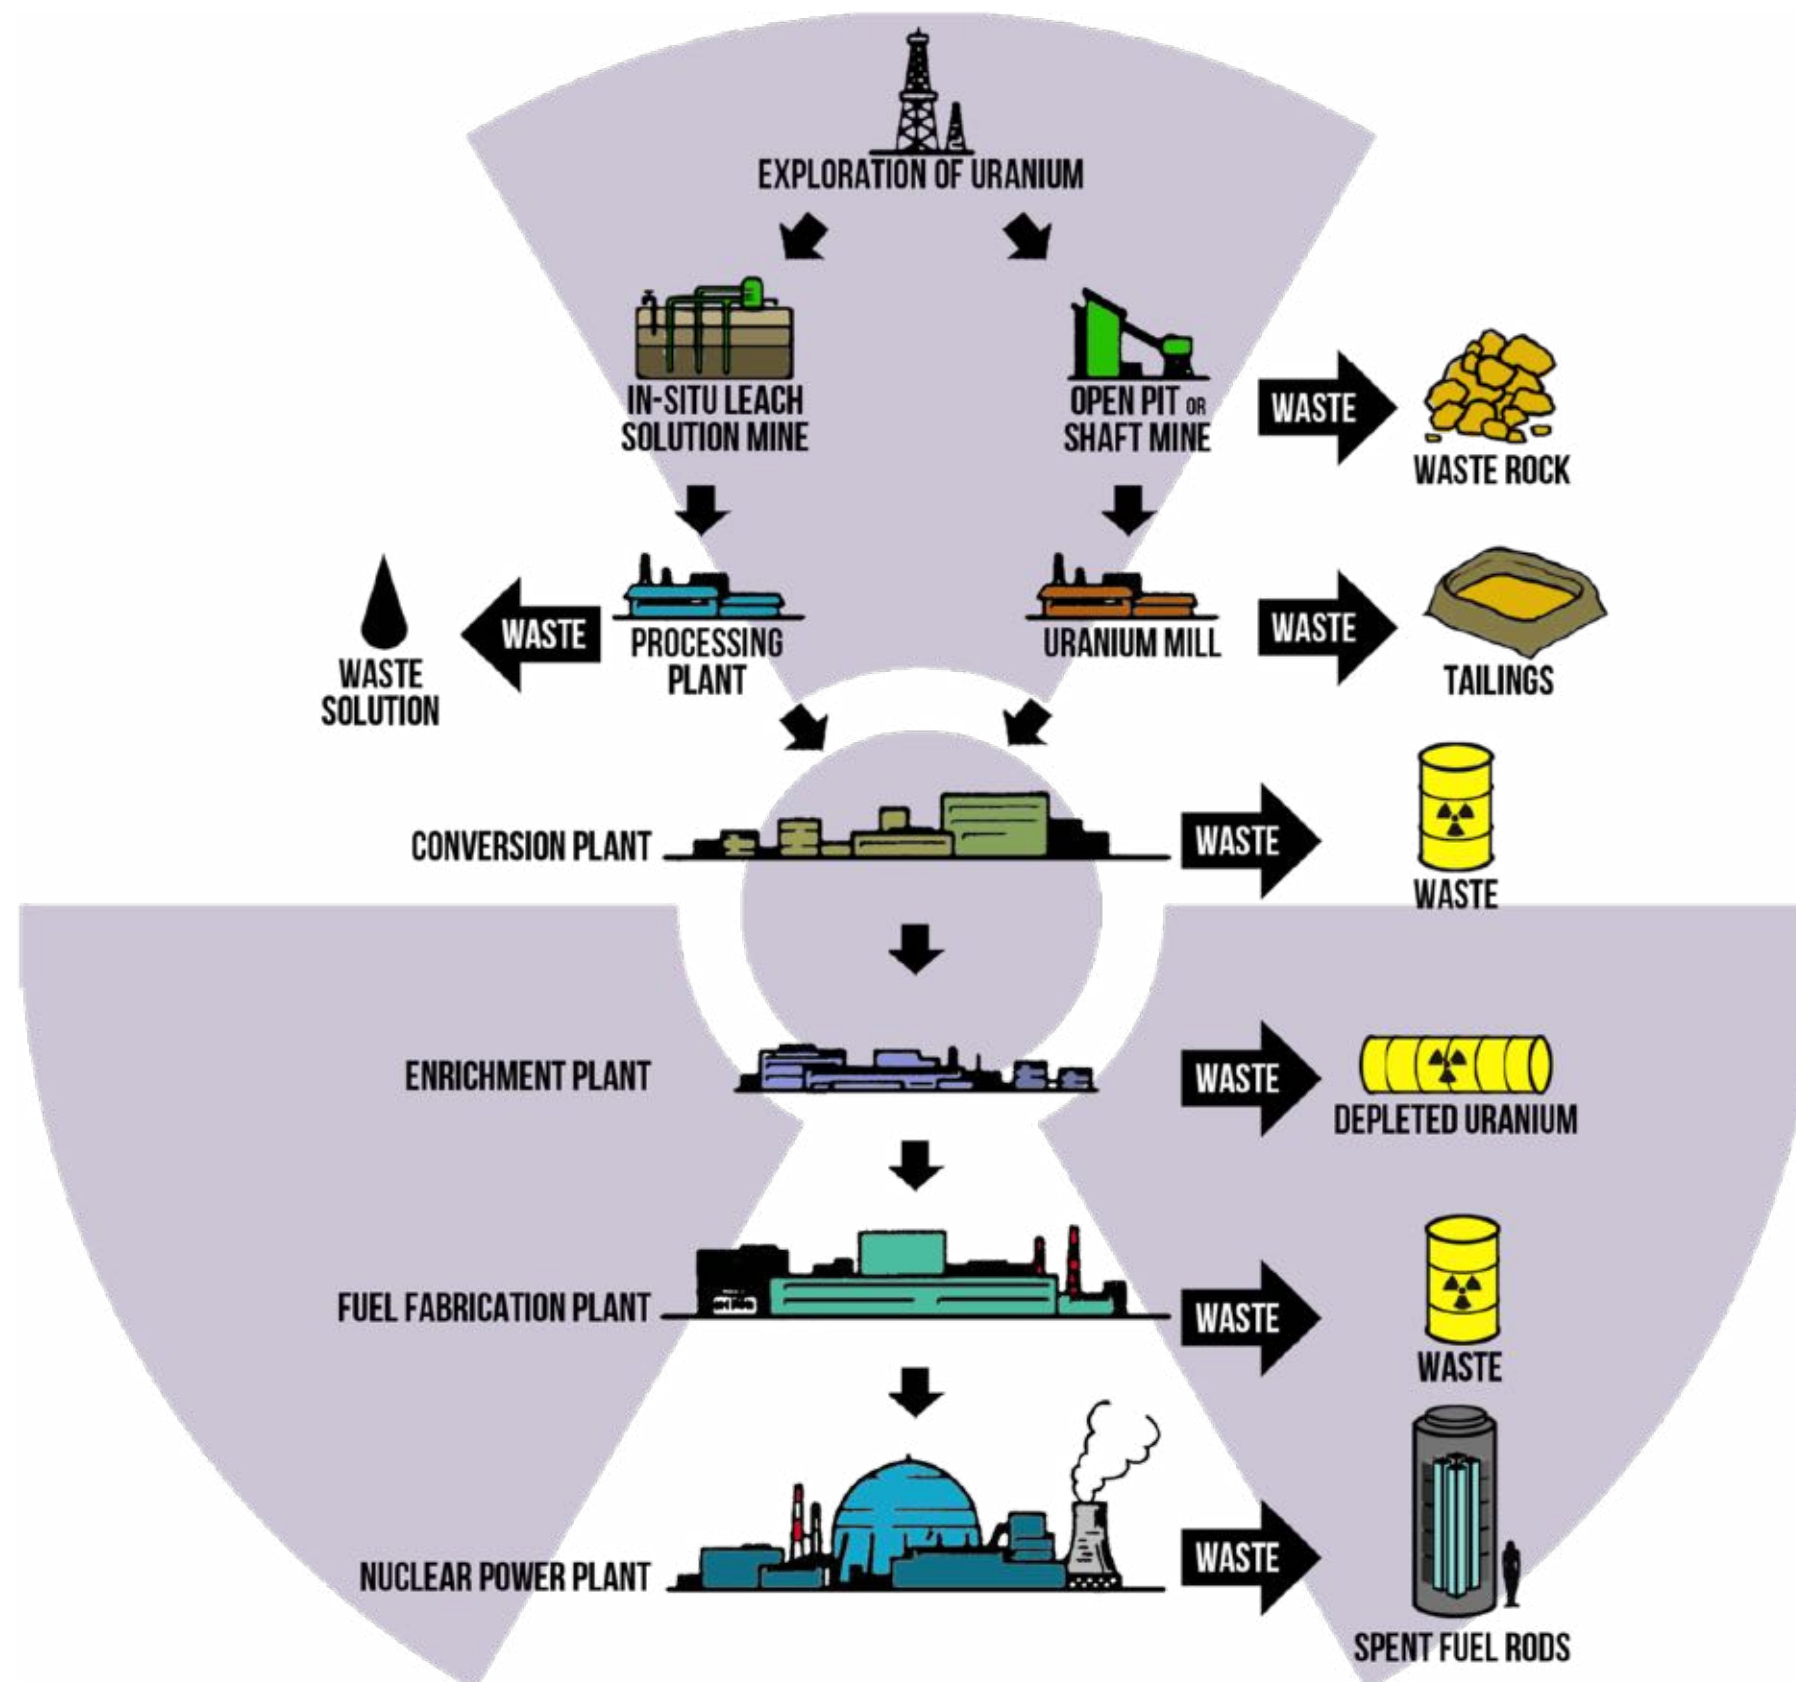 EXPLORATION OF URANIUM
IN-SITU LEACH
SOLUTION MINE
OPEN PIT OR
SHAFT MINE
WASTE
WASTE ROCK
WASTE
SOLUTION
WASTE
PROCESSING
PLANT
URANIUM MILL
WASTE
TAILINGS
CONVERSION PLANT
WASTE
WASTE
ENRICHMENT PLANT
WASTE
DEPLETED URANIUM
FUEL FABRICATION PLANT
WASTE
WASTE
NUCLEAR POWER PLANT
WASTE
SPENT FUEL RODS